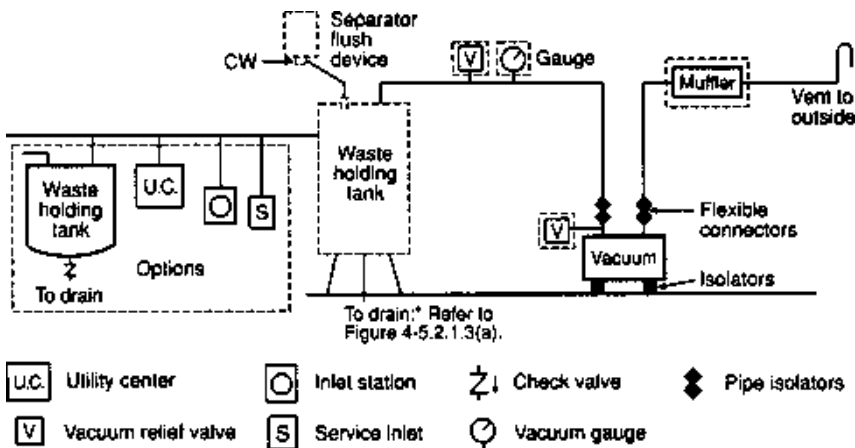 Separator
flush
device
CW
V
Gauge
Muffler
Vent to
outside
Waste
holding
tank
Waste
holding
tank
U.C.
S
Options
To drain
V
Flexible
connectors
Vacuum
Isolators
To drain:* Refer to
Figure 4-5.2.1.3(a).
U.C. Utility center
Inlet station
Check valve
Pipe isolators
V Vacuum relief valve
S Service Inlet
Vacuum gauge